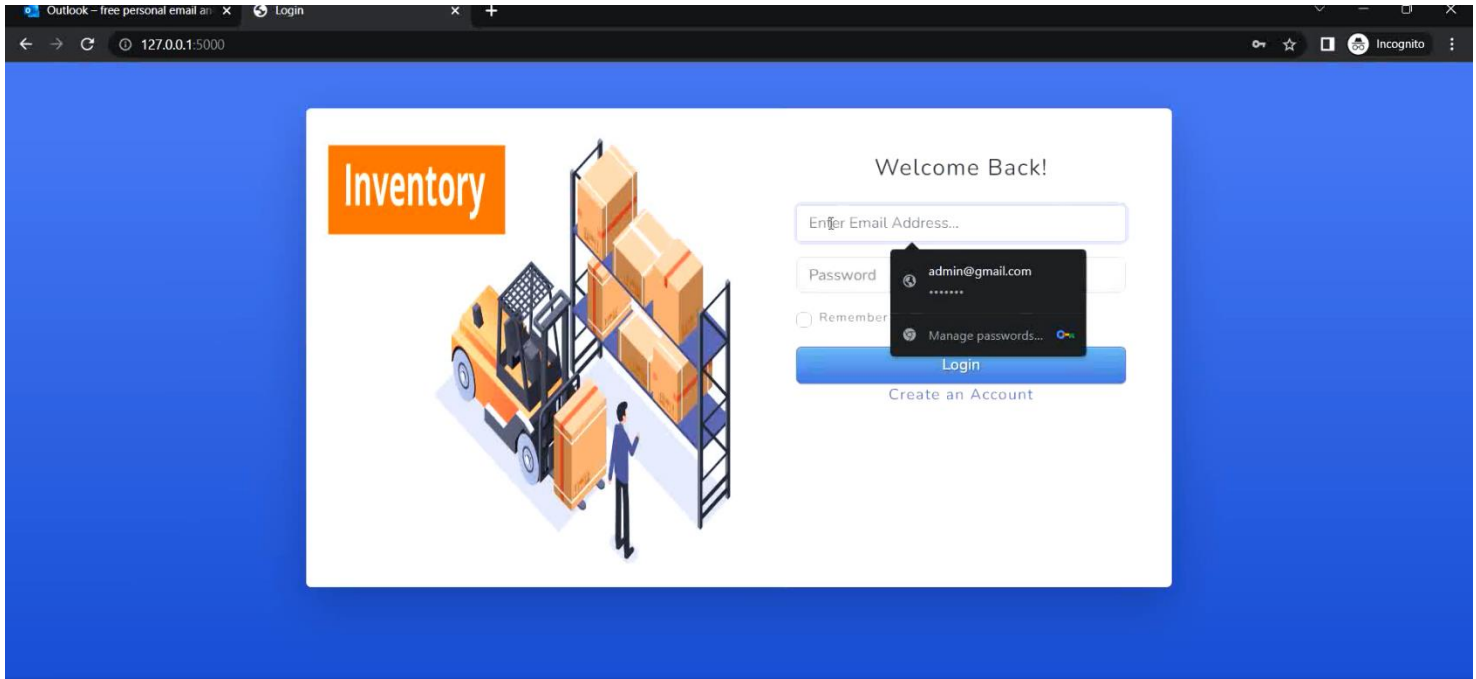 Outlook – free personal email an
Login
127.0.0.1:5000
Incognito
Inventory
Welcome Back!
Enter Email Address...
Password
admin@gmail.com
•••••••
Remember
Manage passwords...
Login
Create an Account